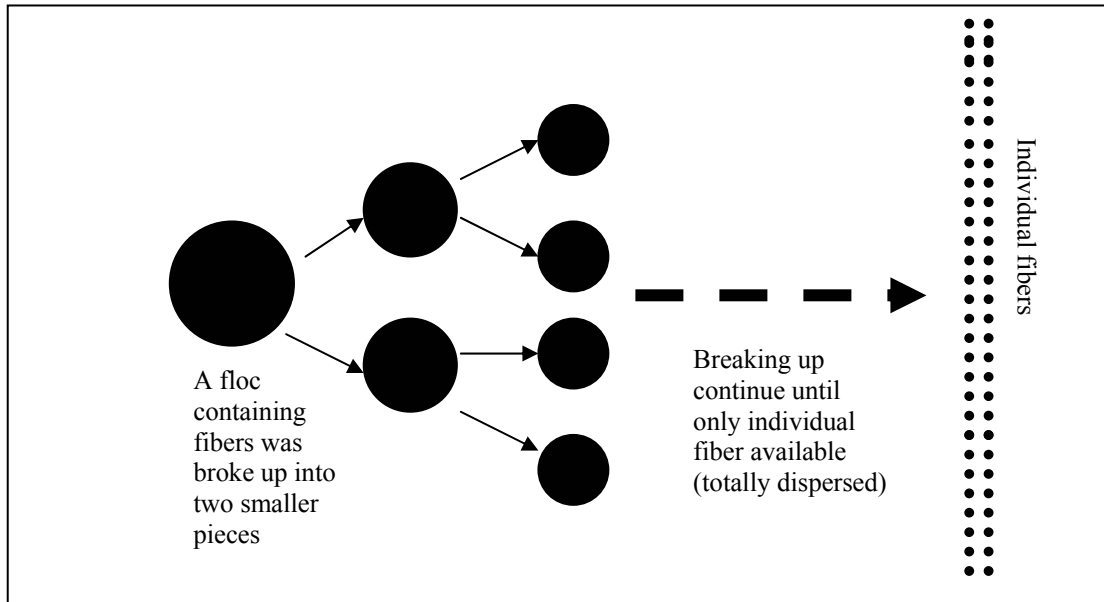 A floc
containing
fibers was
broke up into
two smaller
pieces
Breaking up
continue until
only individual
fiber available
(totally dispersed)
Individual fibers